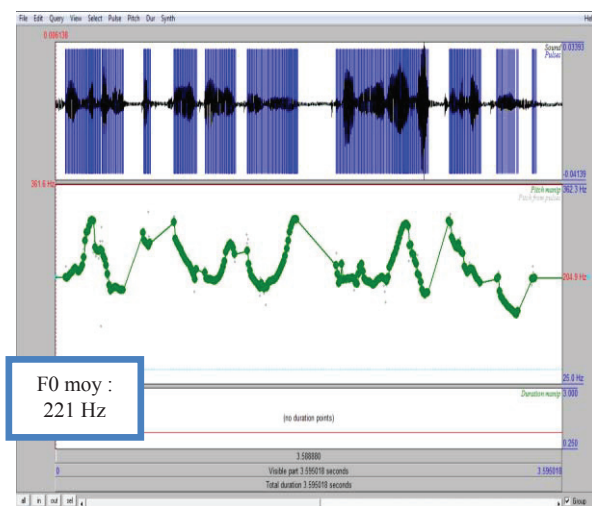 File Edit Query View Select Pulse Pitch Dur Synth Hel
0.006138
Sound 0.03393
Pulses
-0.04139
361.6 Hz
Pitch manip 362.3 Hz
Pitch from pulses
204.9 Hz
25.0 Hz
F0 moy :
221 Hz
Duration manip 3.000
(no duration points)
0.250
3.588880
0 Visible part 3.595018 seconds 3.595018
Total duration 3.595018 seconds
all in out sel Group